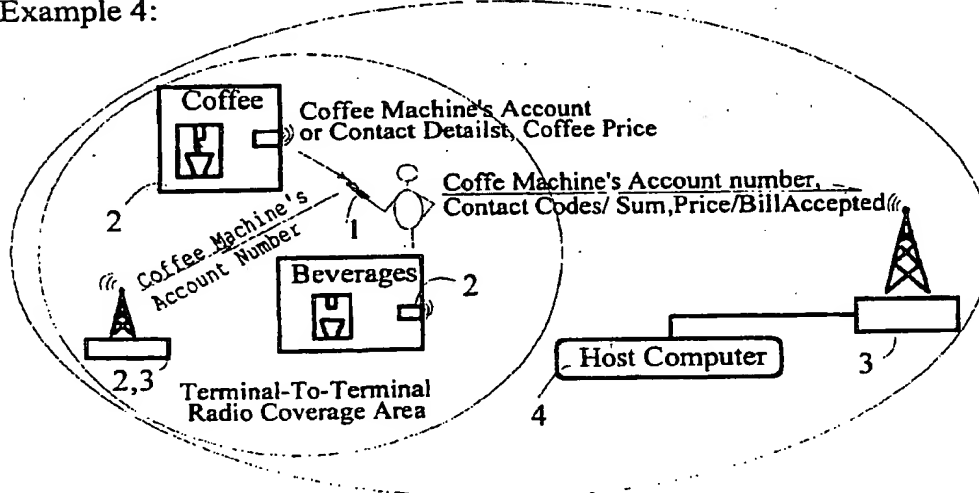 Example 4:
Coffee
Coffee Machine's Account
or Contact Detailst, Coffee Price
2
1
Coffe Machine's Account number,
Contact Codes/ Sum,Price/BillAccepted
Coffee Machine's
Account Number
Beverages
2
2,3
Terminal-To-Terminal
Radio Coverage Area
Host Computer
3
4